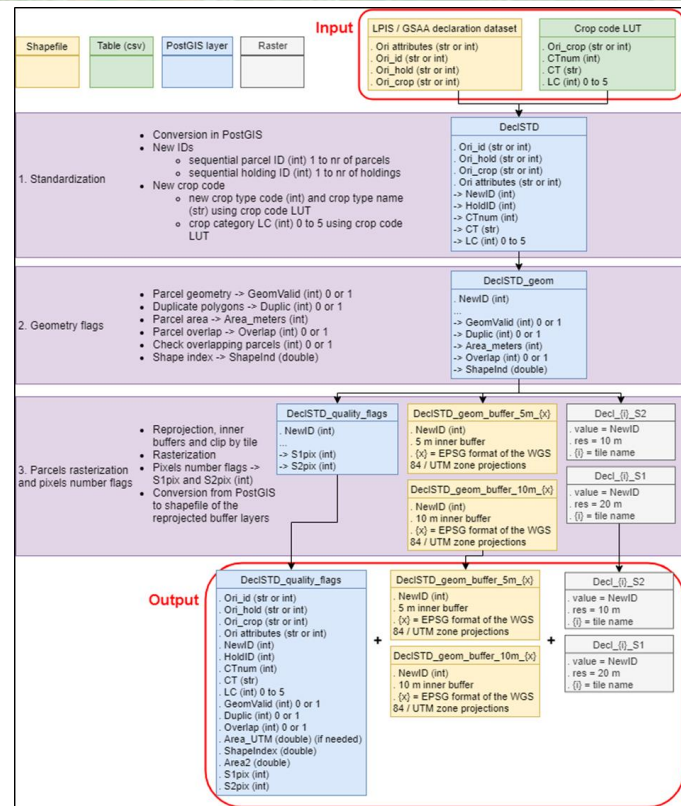 Input
Shapefile
Table (csv)
PostGIS layer
Raster
LPIS / GSAA declaration dataset
. Ori attributes (str or int)
. Ori_id (str or int)
. Ori_hold (str or int)
. Ori_crop (str or int)
Crop code LUT
. Ori_crop (str or int)
. CTnum (int)
. CT (str)
. LC (int) 0 to 5
1. Standardization
• Conversion in PostGIS
• New IDs
○ sequential parcel ID (int) 1 to nr of parcels
○ sequential holding ID (int) 1 to nr of holdings
• New crop code
○ new crop type code (int) and crop type name
(str) using crop code LUT
○ crop category LC (int) 0 to 5 using crop code
LUT
DeclSTD
. Ori_id (str or int)
. Ori_hold (str or int)
. Ori_crop (str or int)
. Ori attributes (str or int)
-> NewID (int)
-> HoldID (int)
-> CTnum (int)
-> CT (str)
-> LC (int) 0 to 5
2. Geometry flags
• Parcel geometry -> GeomValid (int) 0 or 1
• Duplicate polygons -> Duplic (int) 0 or 1
• Parcel area -> Area_meters (int)
• Parcel overlap -> Overlap (int) 0 or 1
• Check overlapping parcels (int) 0 or 1
• Shape index -> ShapeInd (double)
DeclSTD_geom
. NewID (int)
...
-> GeomValid (int) 0 or 1
-> Duplic (int) 0 or 1
-> Area_meters (int)
-> Overlap (int) 0 or 1
-> ShapeInd (double)
3. Parcels rasterization
and pixels number flags
• Reprojection, inner
buffers and clip by tile
• Rasterization
• Pixels number flags ->
S1pix and S2pix (int)
• Conversion from PostGIS
to shapefile of the
reprojected buffer layers
DeclSTD_quality_flags
. NewID (int)
...
-> S1pix (int)
-> S2pix (int)
DeclSTD_geom_buffer_5m_{x}
. NewID (int)
. 5 m inner buffer
. {x} = EPSG format of the WGS
84 / UTM zone projections
DeclSTD_geom_buffer_10m_{x}
. NewID (int)
. 10 m inner buffer
. {x} = EPSG format of the WGS
84 / UTM zone projections
Decl_{i}_S2
. value = NewID
. res = 10 m
. {i} = tile name
Decl_{i}_S1
. value = NewID
. res = 20 m
. {i} = tile name
Output
DeclSTD_quality_flags
. Ori_id (str or int)
. Ori_hold (str or int)
. Ori_crop (str or int)
. Ori attributes (str or int)
. NewID (int)
. HoldID (int)
. CTnum (int)
. CT (str)
. LC (int) 0 to 5
. GeomValid (int) 0 or 1
. Duplic (int) 0 or 1
. Overlap (int) 0 or 1
. Area_UTM (double) (if needed)
. ShapeIndex (double)
. Area2 (double)
. S1pix (int)
. S2pix (int)
+
DeclSTD_geom_buffer_5m_{x}
. NewID (int)
. 5 m inner buffer
. {x} = EPSG format of the WGS
84 / UTM zone projections
DeclSTD_geom_buffer_10m_{x}
. NewID (int)
. 10 m inner buffer
. {x} = EPSG format of the WGS
84 / UTM zone projections
+
Decl_{i}_S2
. value = NewID
. res = 10 m
. {i} = tile name
Decl_{i}_S1
. value = NewID
. res = 20 m
. {i} = tile name